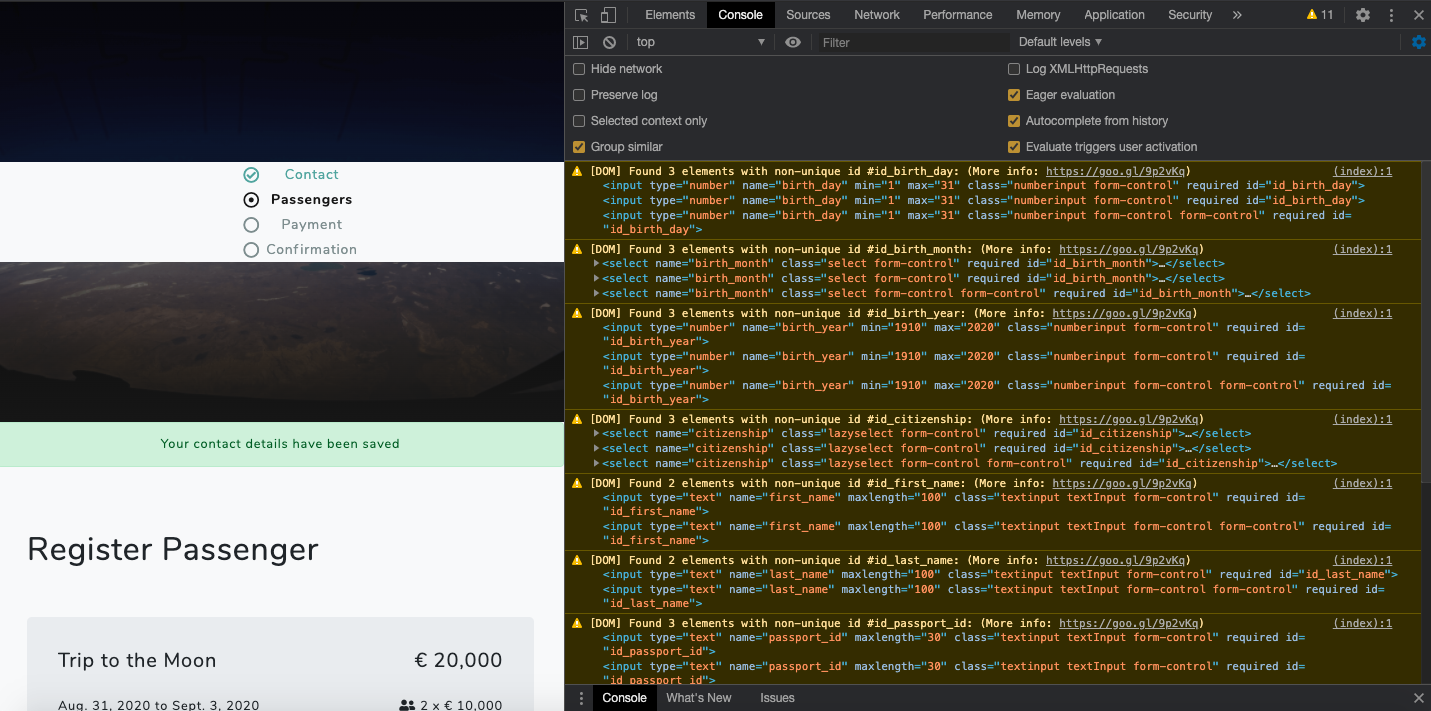 Contact
Passengers
Payment
Confirmation
Your contact details have been saved
Register Passenger
Trip to the Moon € 20,000
Aug. 31, 2020 to Sept. 3, 2020 2 x € 10,000
Elements Console Sources Network Performance Memory Application Security » 11
top ▼ Filter Default levels ▼
Hide network Log XMLHttpRequests
Preserve log Eager evaluation
Selected context only Autocomplete from history
Group similar Evaluate triggers user activation
[DOM] Found 3 elements with non-unique id #id_birth_day: (More info: https://goo.gl/9p2vKq) (index):1
<input type="number" name="birth_day" min="1" max="31" class="numberinput form-control" required id="id_birth_day">
<input type="number" name="birth_day" min="1" max="31" class="numberinput form-control" required id="id_birth_day">
<input type="number" name="birth_day" min="1" max="31" class="numberinput form-control form-control" required id=
"id_birth_day">
[DOM] Found 3 elements with non-unique id #id_birth_month: (More info: https://goo.gl/9p2vKq) (index):1
<select name="birth_month" class="select form-control" required id="id_birth_month">…</select>
<select name="birth_month" class="select form-control" required id="id_birth_month">…</select>
<select name="birth_month" class="select form-control form-control" required id="id_birth_month">…</select>
[DOM] Found 3 elements with non-unique id #id_birth_year: (More info: https://goo.gl/9p2vKq) (index):1
<input type="number" name="birth_year" min="1910" max="2020" class="numberinput form-control" required id=
"id_birth_year">
<input type="number" name="birth_year" min="1910" max="2020" class="numberinput form-control" required id=
"id_birth_year">
<input type="number" name="birth_year" min="1910" max="2020" class="numberinput form-control form-control" required id=
"id_birth_year">
[DOM] Found 3 elements with non-unique id #id_citizenship: (More info: https://goo.gl/9p2vKq) (index):1
<select name="citizenship" class="lazyselect form-control" required id="id_citizenship">…</select>
<select name="citizenship" class="lazyselect form-control" required id="id_citizenship">…</select>
<select name="citizenship" class="lazyselect form-control form-control" required id="id_citizenship">…</select>
[DOM] Found 2 elements with non-unique id #id_first_name: (More info: https://goo.gl/9p2vKq) (index):1
<input type="text" name="first_name" maxlength="100" class="textinput textInput form-control" required id=
"id_first_name">
<input type="text" name="first_name" maxlength="100" class="textinput textInput form-control form-control" required id=
"id_first_name">
[DOM] Found 2 elements with non-unique id #id_last_name: (More info: https://goo.gl/9p2vKq) (index):1
<input type="text" name="last_name" maxlength="100" class="textinput textInput form-control" required id="id_last_name">
<input type="text" name="last_name" maxlength="100" class="textinput textInput form-control form-control" required id=
"id_last_name">
[DOM] Found 3 elements with non-unique id #id_passport_id: (More info: https://goo.gl/9p2vKq) (index):1
<input type="text" name="passport_id" maxlength="30" class="textinput textInput form-control" required id=
"id_passport_id">
<input type="text" name="passport_id" maxlength="30" class="textinput textInput form-control" required id=
"id_passport_id">
Console What's New Issues